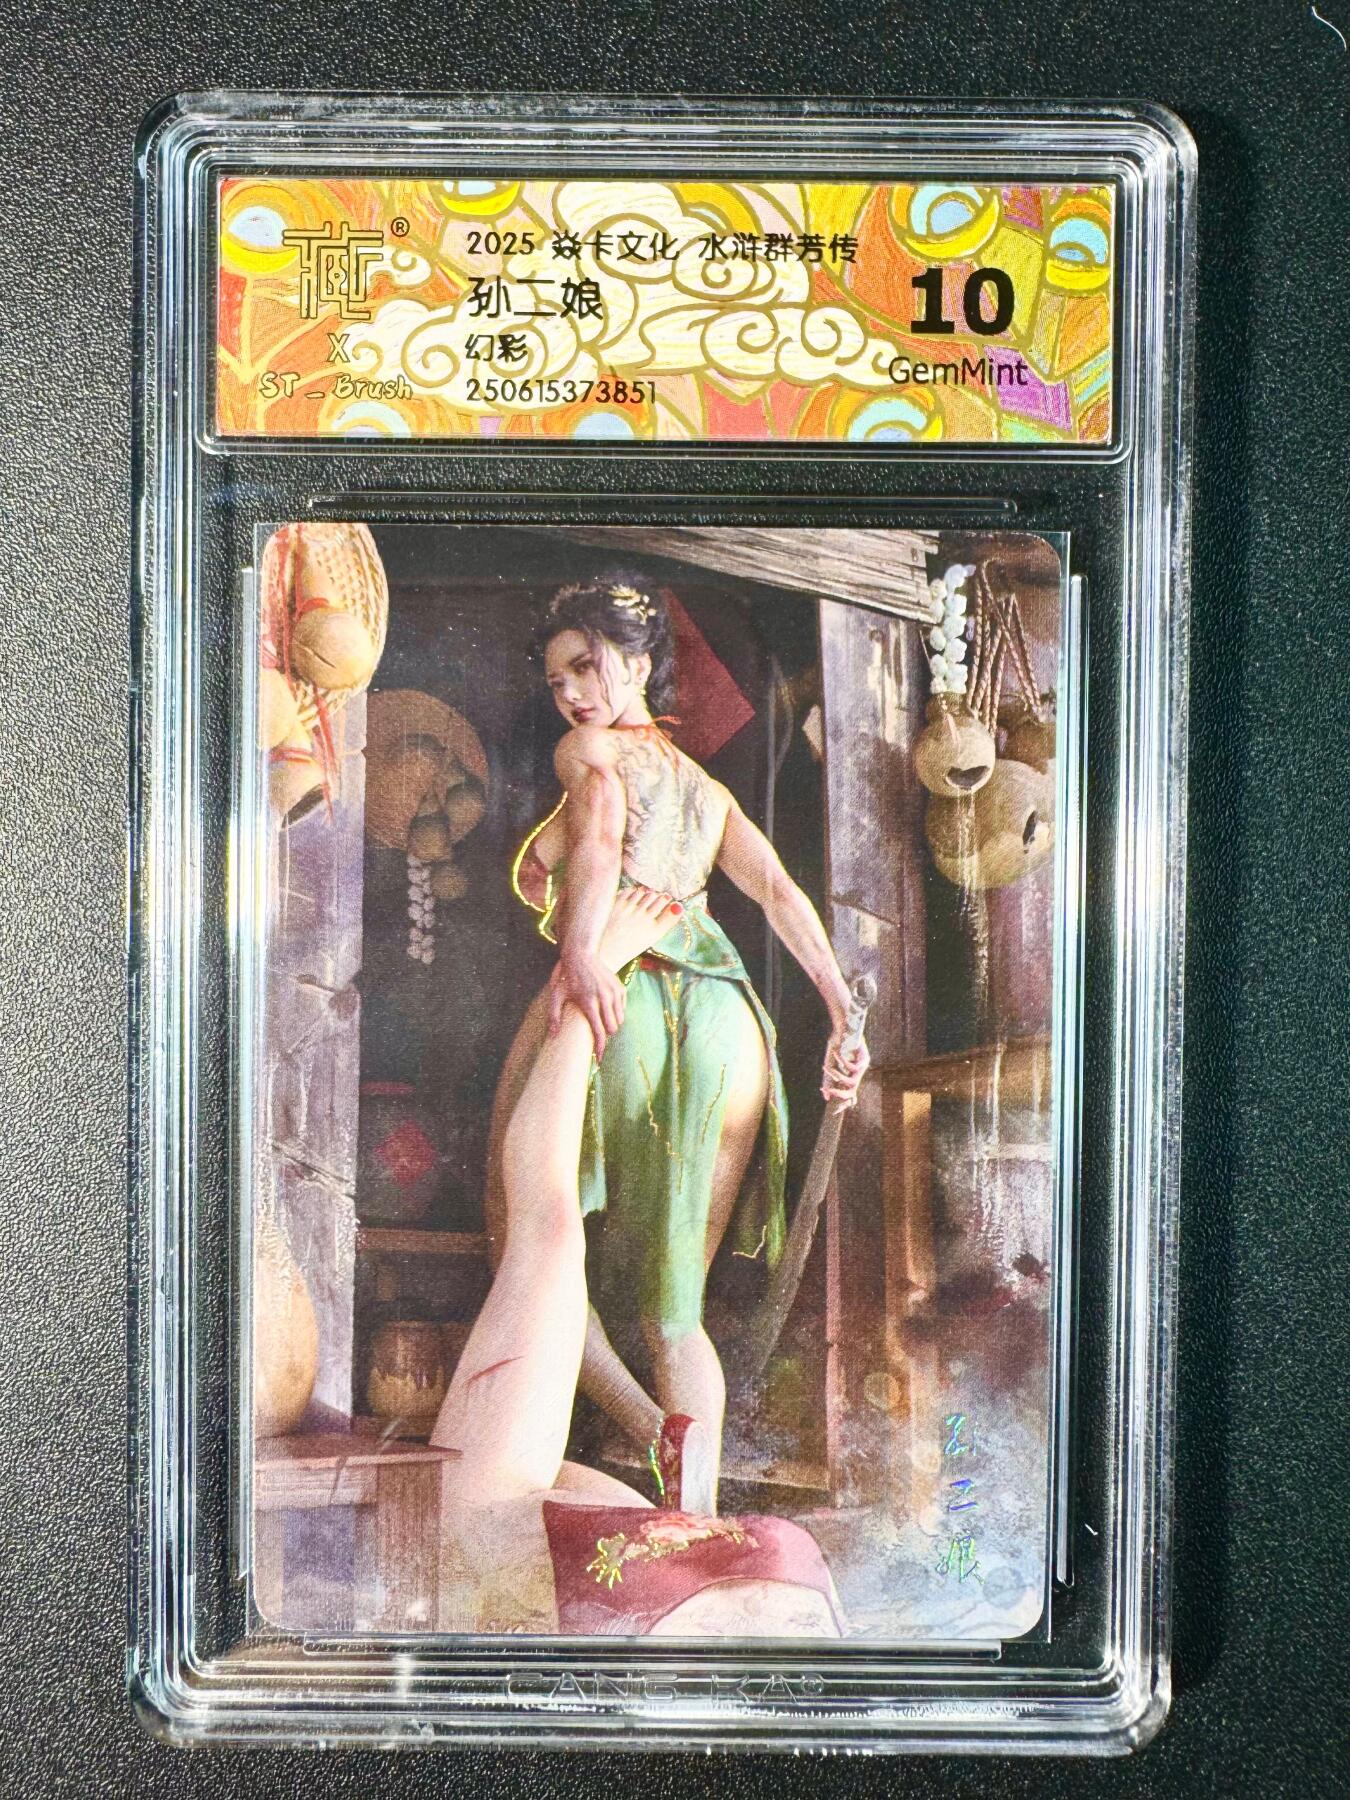 藏®
X
ST_Brush
2025 焱卡文化 水浒群芳传
孙二娘
幻彩
250615373851
10
GemMint
孙二娘
CANG KA®